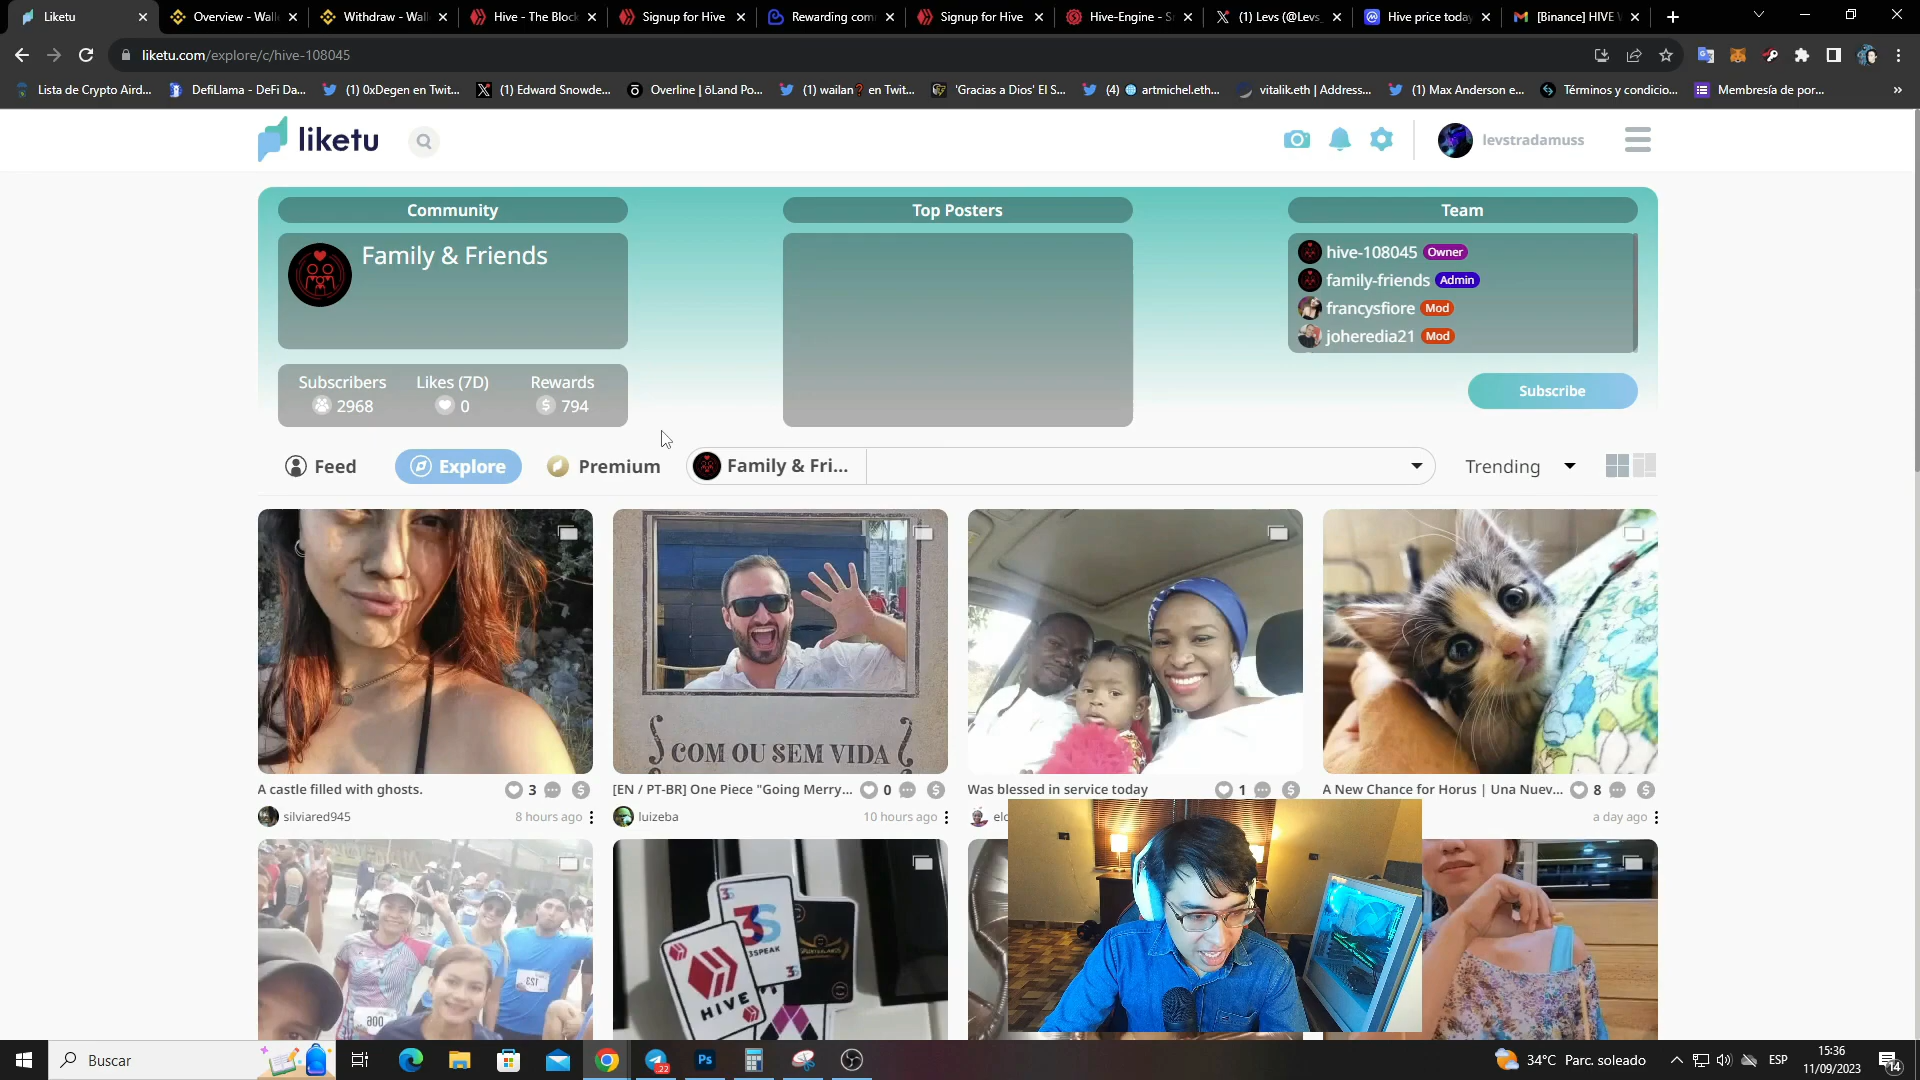 Liketu
Overview - Wall
Withdraw - Wall
Hive - The Block
Signup for Hive
Rewarding com
Signup for Hive
Hive-Engine - S
(1) Levs (@Levs_
Hive price today
[Binance] HIVE
liketu.com/explore/c/hive-108045
Lista de Crypto Aird...
DefiLlama - DeFi Da...
(1) 0xDegen en Twit...
(1) Edward Snowde...
Overline | ōLand Po...
(1) wailan❓ en Twit...
'Gracias a Dios' El S...
(4) 🌐 artmichel.eth...
vitalik.eth | Address...
(1) Max Anderson e...
Términos y condicio...
Membresía de por...
»
liketu
levstradamuss
Community
Top Posters
Team
Family & Friends
hive-108045 Owner
family-friends Admin
francysfiore Mod
joheredia21 Mod
Subscribers
Likes (7D)
Rewards
2968
0
794
Subscribe
Feed
Explore
Premium
Family & Fri...
Trending
COM OU SEM VIDA
A castle filled with ghosts.
3
[EN / PT-BR] One Piece "Going Merry...
0
Was blessed in service today
1
A New Chance for Horus | Una Nuev...
8
silviared945
8 hours ago
luizeba
10 hours ago
a day ago
3S
3SPEAK
HIVE
Buscar
22
Ps
34°C Parc. soleado
ESP
15:36
11/09/2023
14